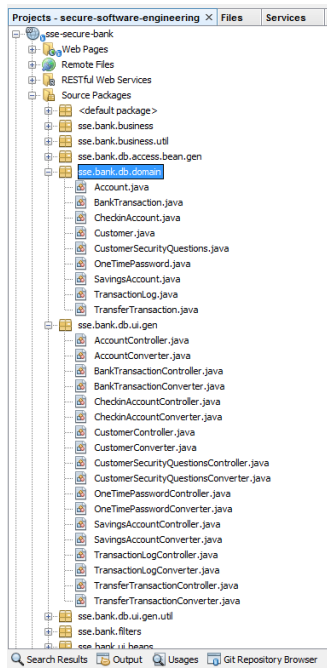 Projects - secure-software-engineering × Files Services
sse-secure-bank
Web Pages
Remote Files
RESTful Web Services
Source Packages
<default package>
sse.bank.business
sse.bank.business.util
sse.bank.db.access.bean.gen
sse.bank.db.domain
Account.java
BankTransaction.java
CheckinAccount.java
Customer.java
CustomerSecurityQuestions.java
OneTimePassword.java
SavingsAccount.java
TransactionLog.java
TransferTransaction.java
sse.bank.db.ui.gen
AccountController.java
AccountConverter.java
BankTransactionController.java
BankTransactionConverter.java
CheckinAccountController.java
CheckinAccountConverter.java
CustomerController.java
CustomerConverter.java
CustomerSecurityQuestionsController.java
CustomerSecurityQuestionsConverter.java
OneTimePasswordController.java
OneTimePasswordConverter.java
SavingsAccountController.java
SavingsAccountConverter.java
TransactionLogController.java
TransactionLogConverter.java
TransferTransactionController.java
TransferTransactionConverter.java
sse.bank.db.ui.gen.util
sse.bank.filters
sse.bank.ui.beans
Search Results Output Usages Git Repository Browser